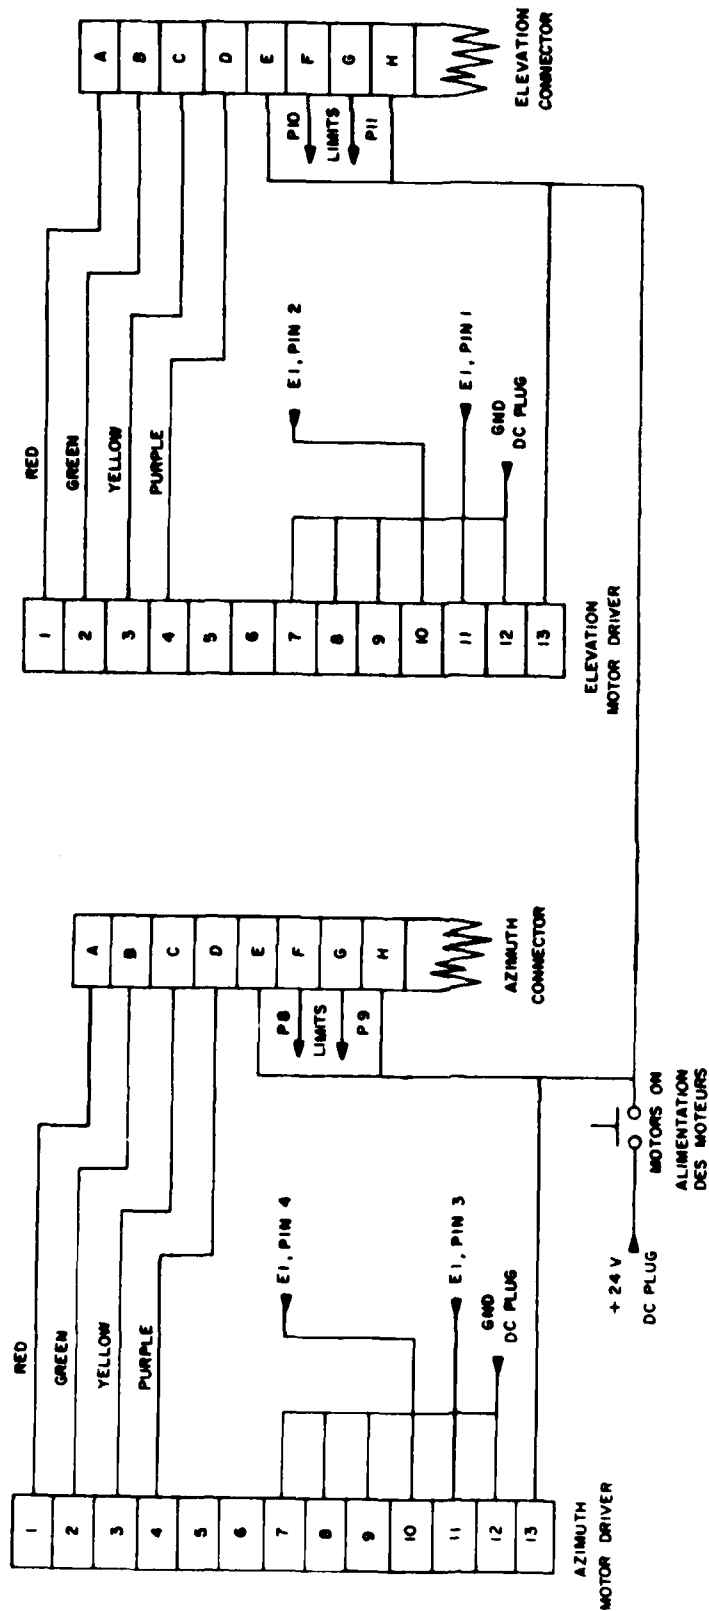 RED
GREEN
YELLOW
PURPLE
1
2
3
4
5
6
7
8
9
10
11
12
13
AZIMUTH
MOTOR DRIVER
E1, PIN 4
E1, PIN 3
GND
DC PLUG
A
B
C
D
E
F
G
H
P8
LIMITS
P9
AZIMUTH
CONNECTOR
+24 V
DC PLUG
MOTORS ON
ALIMENTATION
DES MOTEURS
RED
GREEN
YELLOW
PURPLE
1
2
3
4
5
6
7
8
9
10
11
12
13
ELEVATION
MOTOR DRIVER
E1, PIN 2
E1, PIN 1
GND
DC PLUG
A
B
C
D
E
F
G
H
P10
LIMITS
P11
ELEVATION
CONNECTOR